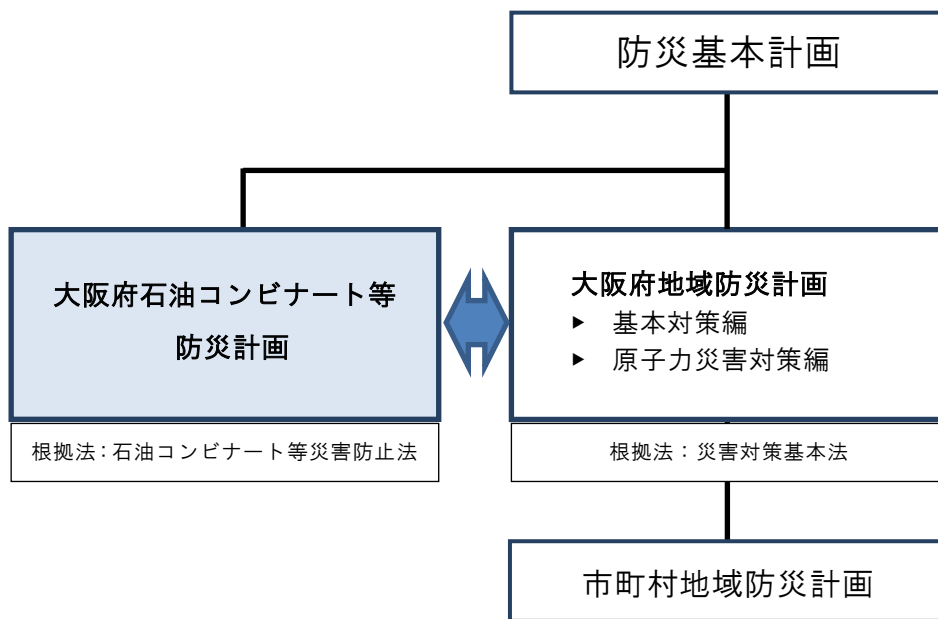 防災基本計画
大阪府石油コンビナート等
防災計画
根拠法：石油コンビナート等災害防止法
大阪府地域防災計画
▶ 基本対策編
▶ 原子力災害対策編
根拠法：災害対策基本法
市町村地域防災計画